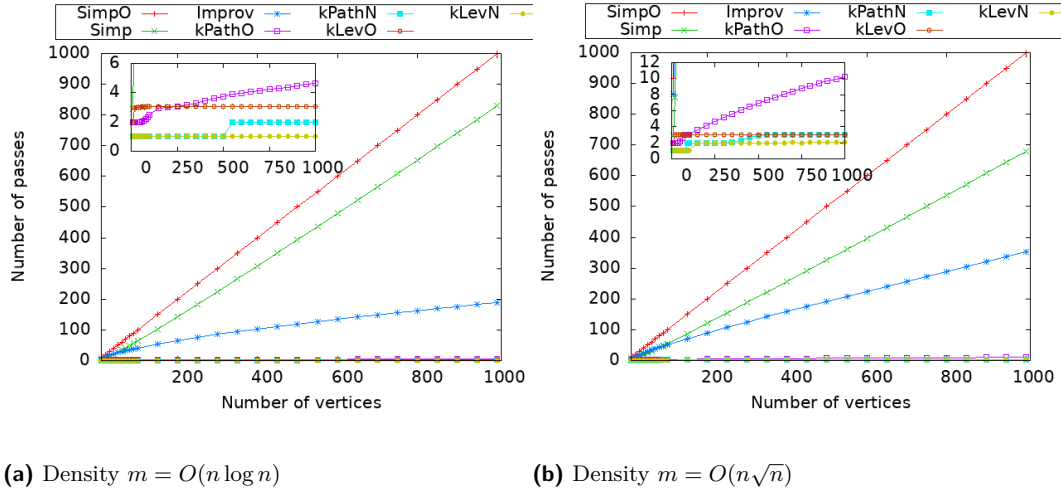 SimpO Improv kPathN kLevN
Simp kPathO kLevO
1000
900
800
700
600
500
400
300
200
100
0
Number of passes
6
4
2
0
0 250 500 750 1000
200 400 600 800 1000
Number of vertices
(a) Density m = O(n log n)
SimpO Improv kPathN kLevN
Simp kPathO kLevO
1000
900
800
700
600
500
400
300
200
100
0
Number of passes
12
10
8
6
4
3
2
0
0 250 500 750 1000
200 400 600 800 1000
Number of vertices
(b) Density m = O(n√n)